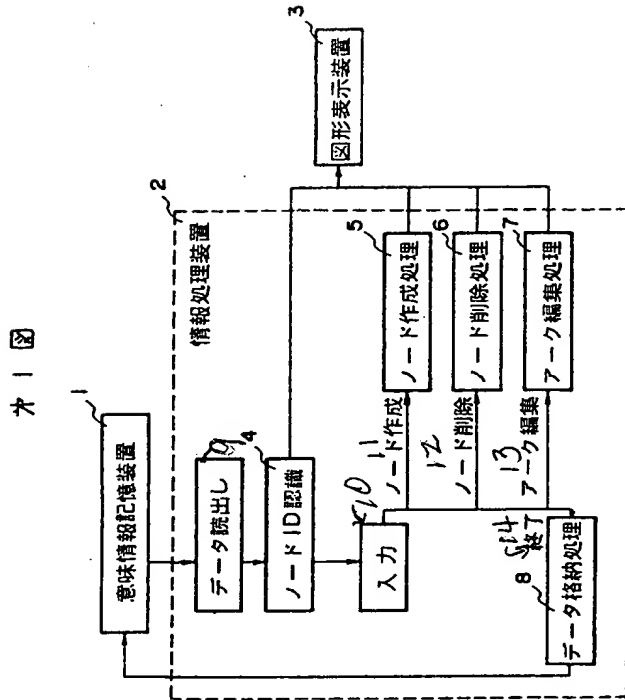 第1図
1
意味情報記憶装置
2
情報処理装置
9
データ読出し
4
ノードID認識
10
入力
11
ノード作成
12
ノード削除
13
アーク編集
14
終了
5
ノード作成処理
6
ノード削除処理
7
アーク編集処理
8
データ格納処理
3
図形表示装置